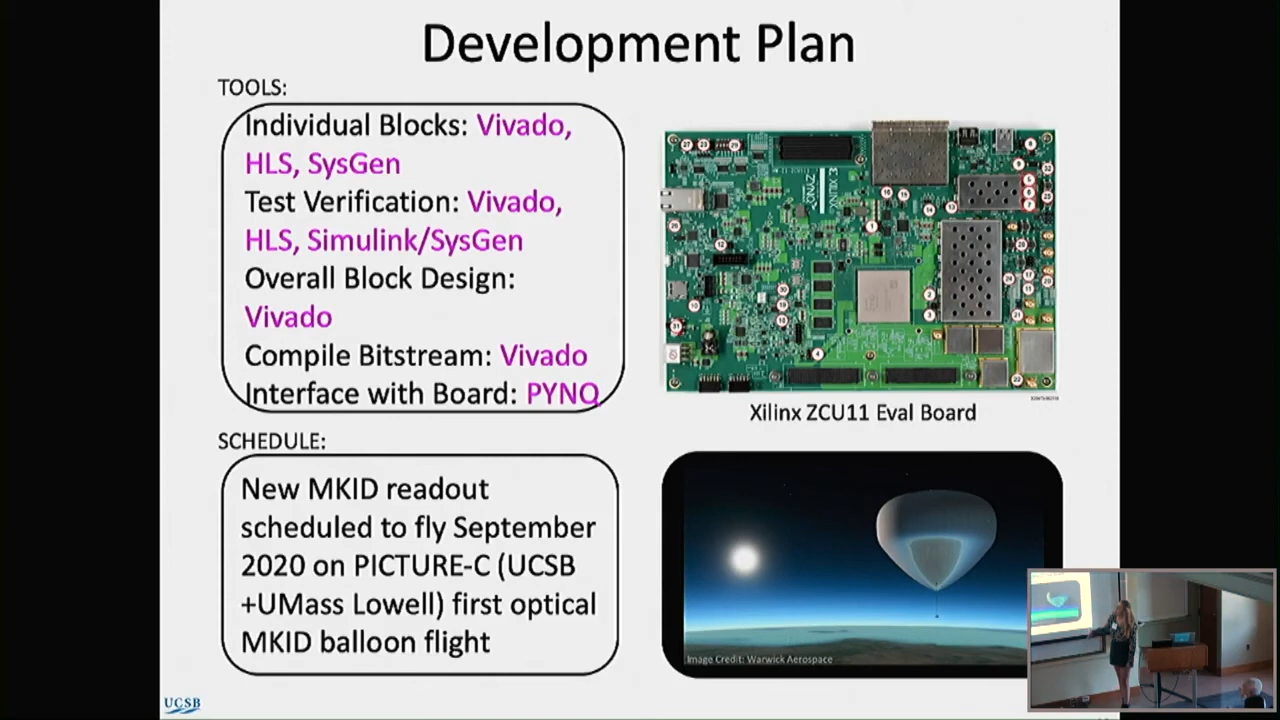 Development Plan
TOOLS:
Individual Blocks: Vivado,
HLS, SysGen
Test Verification: Vivado,
HLS, Simulink/SysGen
Overall Block Design:
Vivado
Compile Bitstream: Vivado
Interface with Board: PYNQ
XILINX
ZYNQ
Xilinx ZCU11 Eval Board
SCHEDULE:
New MKID readout
scheduled to fly September
2020 on PICTURE-C (UCSB
+UMass Lowell) first optical
MKID balloon flight
Image Credit: Warwick Aerospace
UCSB